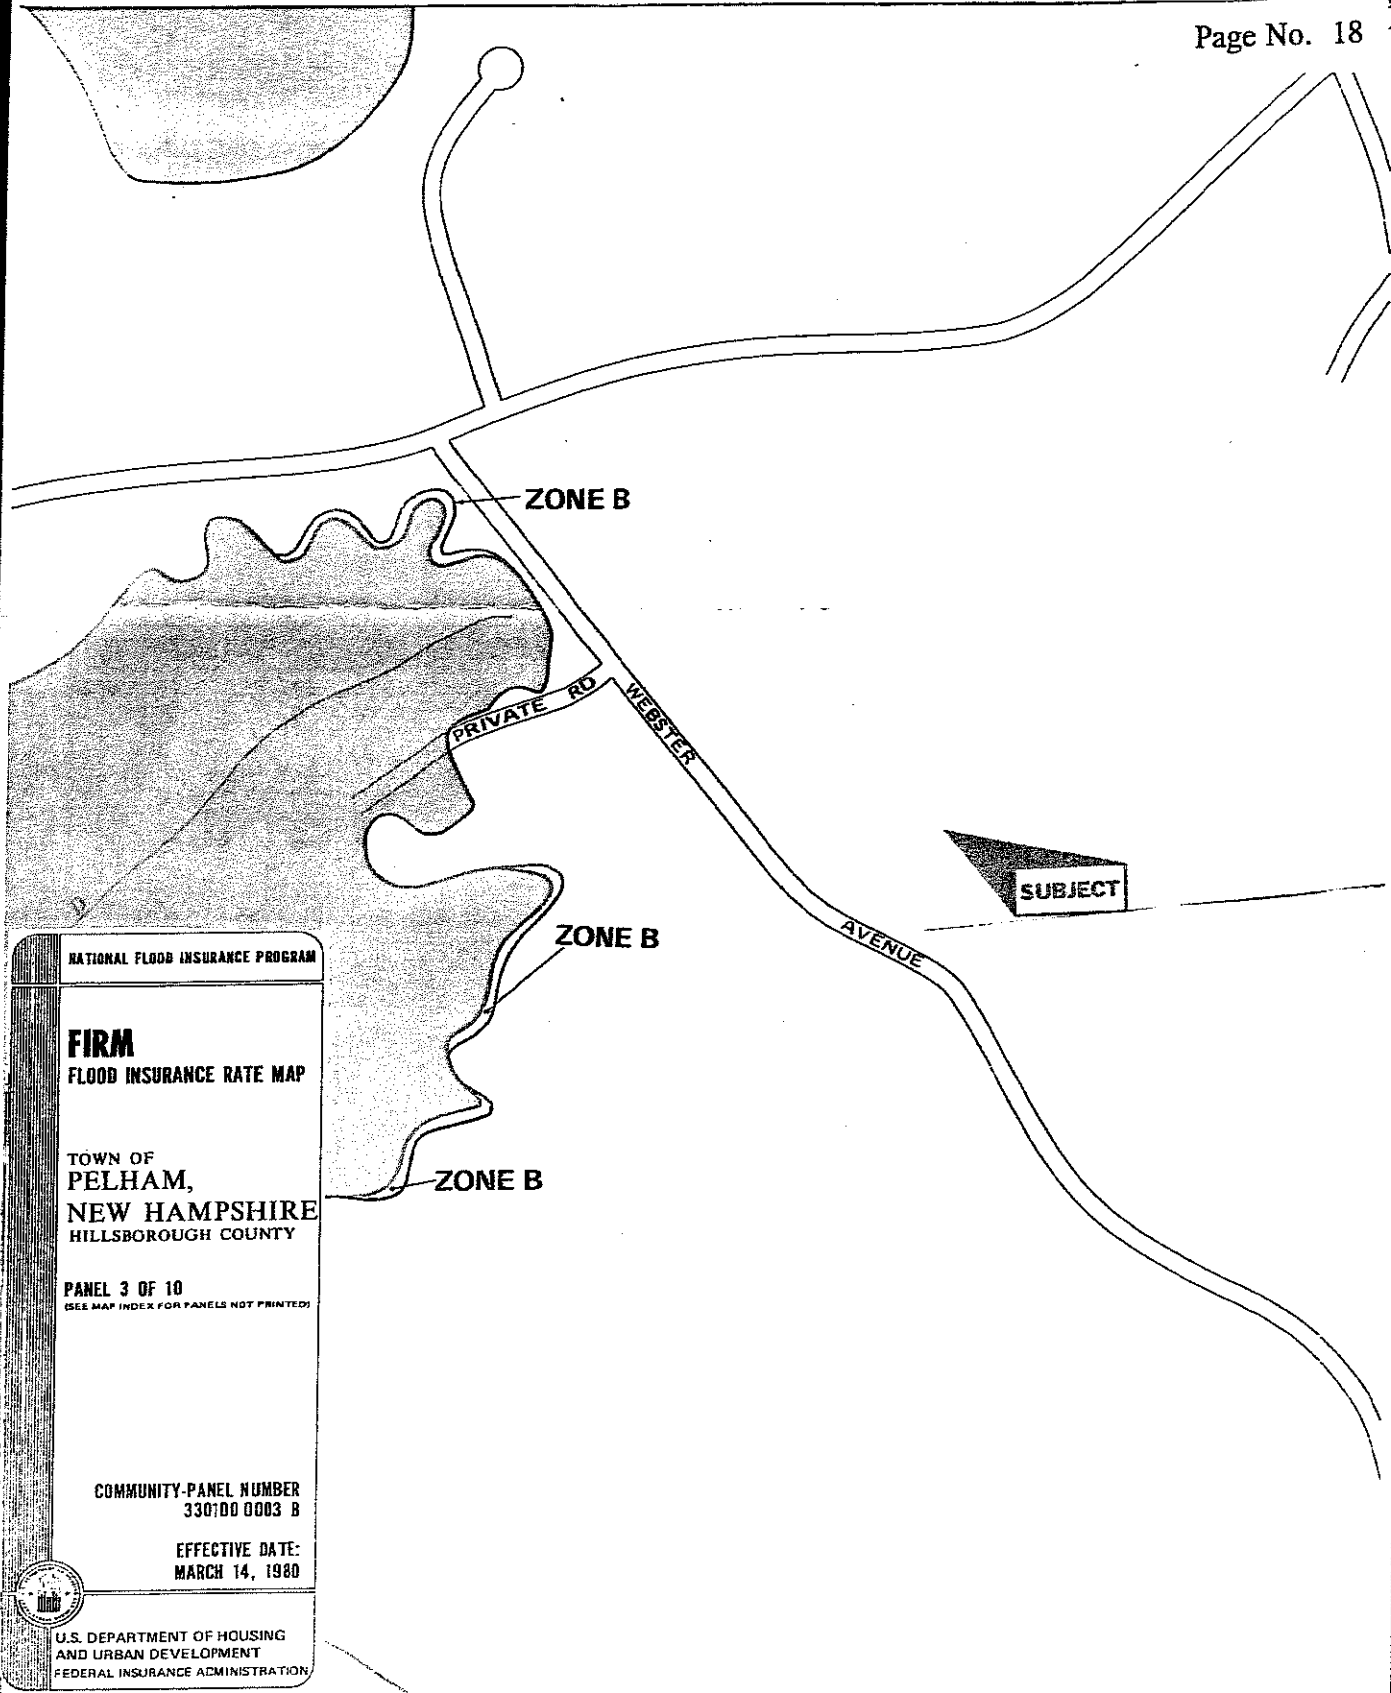 Page No. 18
ZONE B
PRIVATE RD
WEBSTER
AVENUE
SUBJECT
ZONE B
ZONE B
NATIONAL FLOOD INSURANCE PROGRAM
FIRM
FLOOD INSURANCE RATE MAP
TOWN OF
PELHAM,
NEW HAMPSHIRE
HILLSBOROUGH COUNTY
PANEL 3 OF 10
(SEE MAP INDEX FOR PANELS NOT PRINTED)
COMMUNITY-PANEL NUMBER
330100 0003 B
EFFECTIVE DATE:
MARCH 14, 1980
U.S. DEPARTMENT OF HOUSING
AND URBAN DEVELOPMENT
FEDERAL INSURANCE ADMINISTRATION